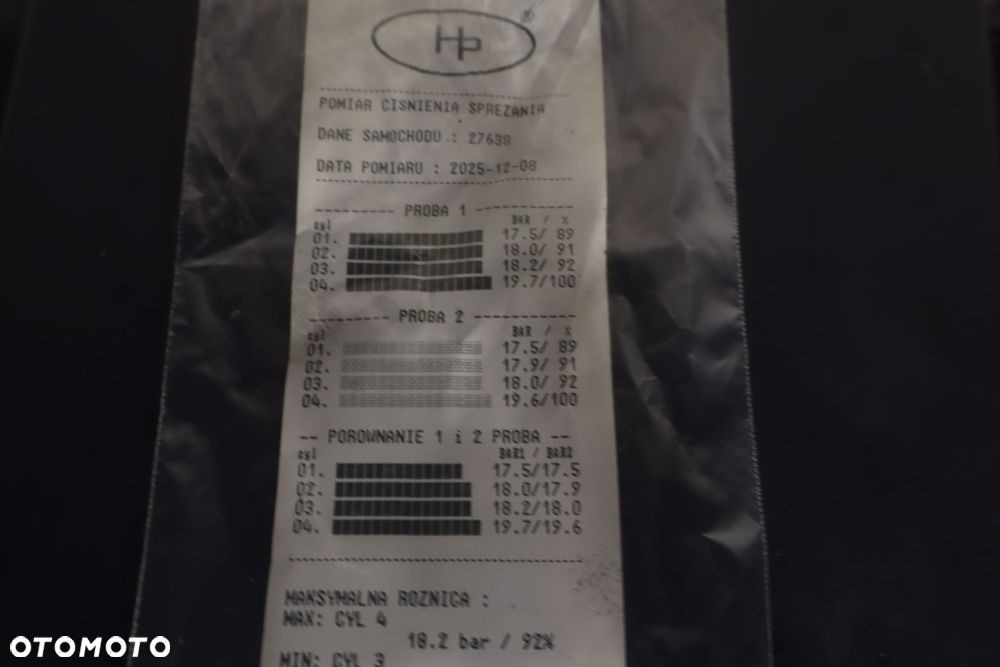 HP ®
POMIAR CISNIENIA SPREZANIA
DANE SAMOCHODU : 27638
DATA POMIARU : 2025-12-08
--------- PROBA 1 -----------
cyl BAR / %
01. 17.5/ 89
02. 18.0/ 91
03. 18.2/ 92
04. 19.7/100
--------- PROBA 2 -----------
cyl BAR / %
01. 17.5/ 89
02. 17.9/ 91
03. 18.0/ 92
04. 19.6/100
-- POROWNANIE 1 i 2 PROBA --
cyl BAR1 / BAR2
01. 17.5/17.5
02. 18.0/17.9
03. 18.2/18.0
04. 19.7/19.6
MAKSYMALNA ROZNICA :
MAX: CYL 4
18.2 bar / 92%
MIN: CYL 3
OTOMOTO